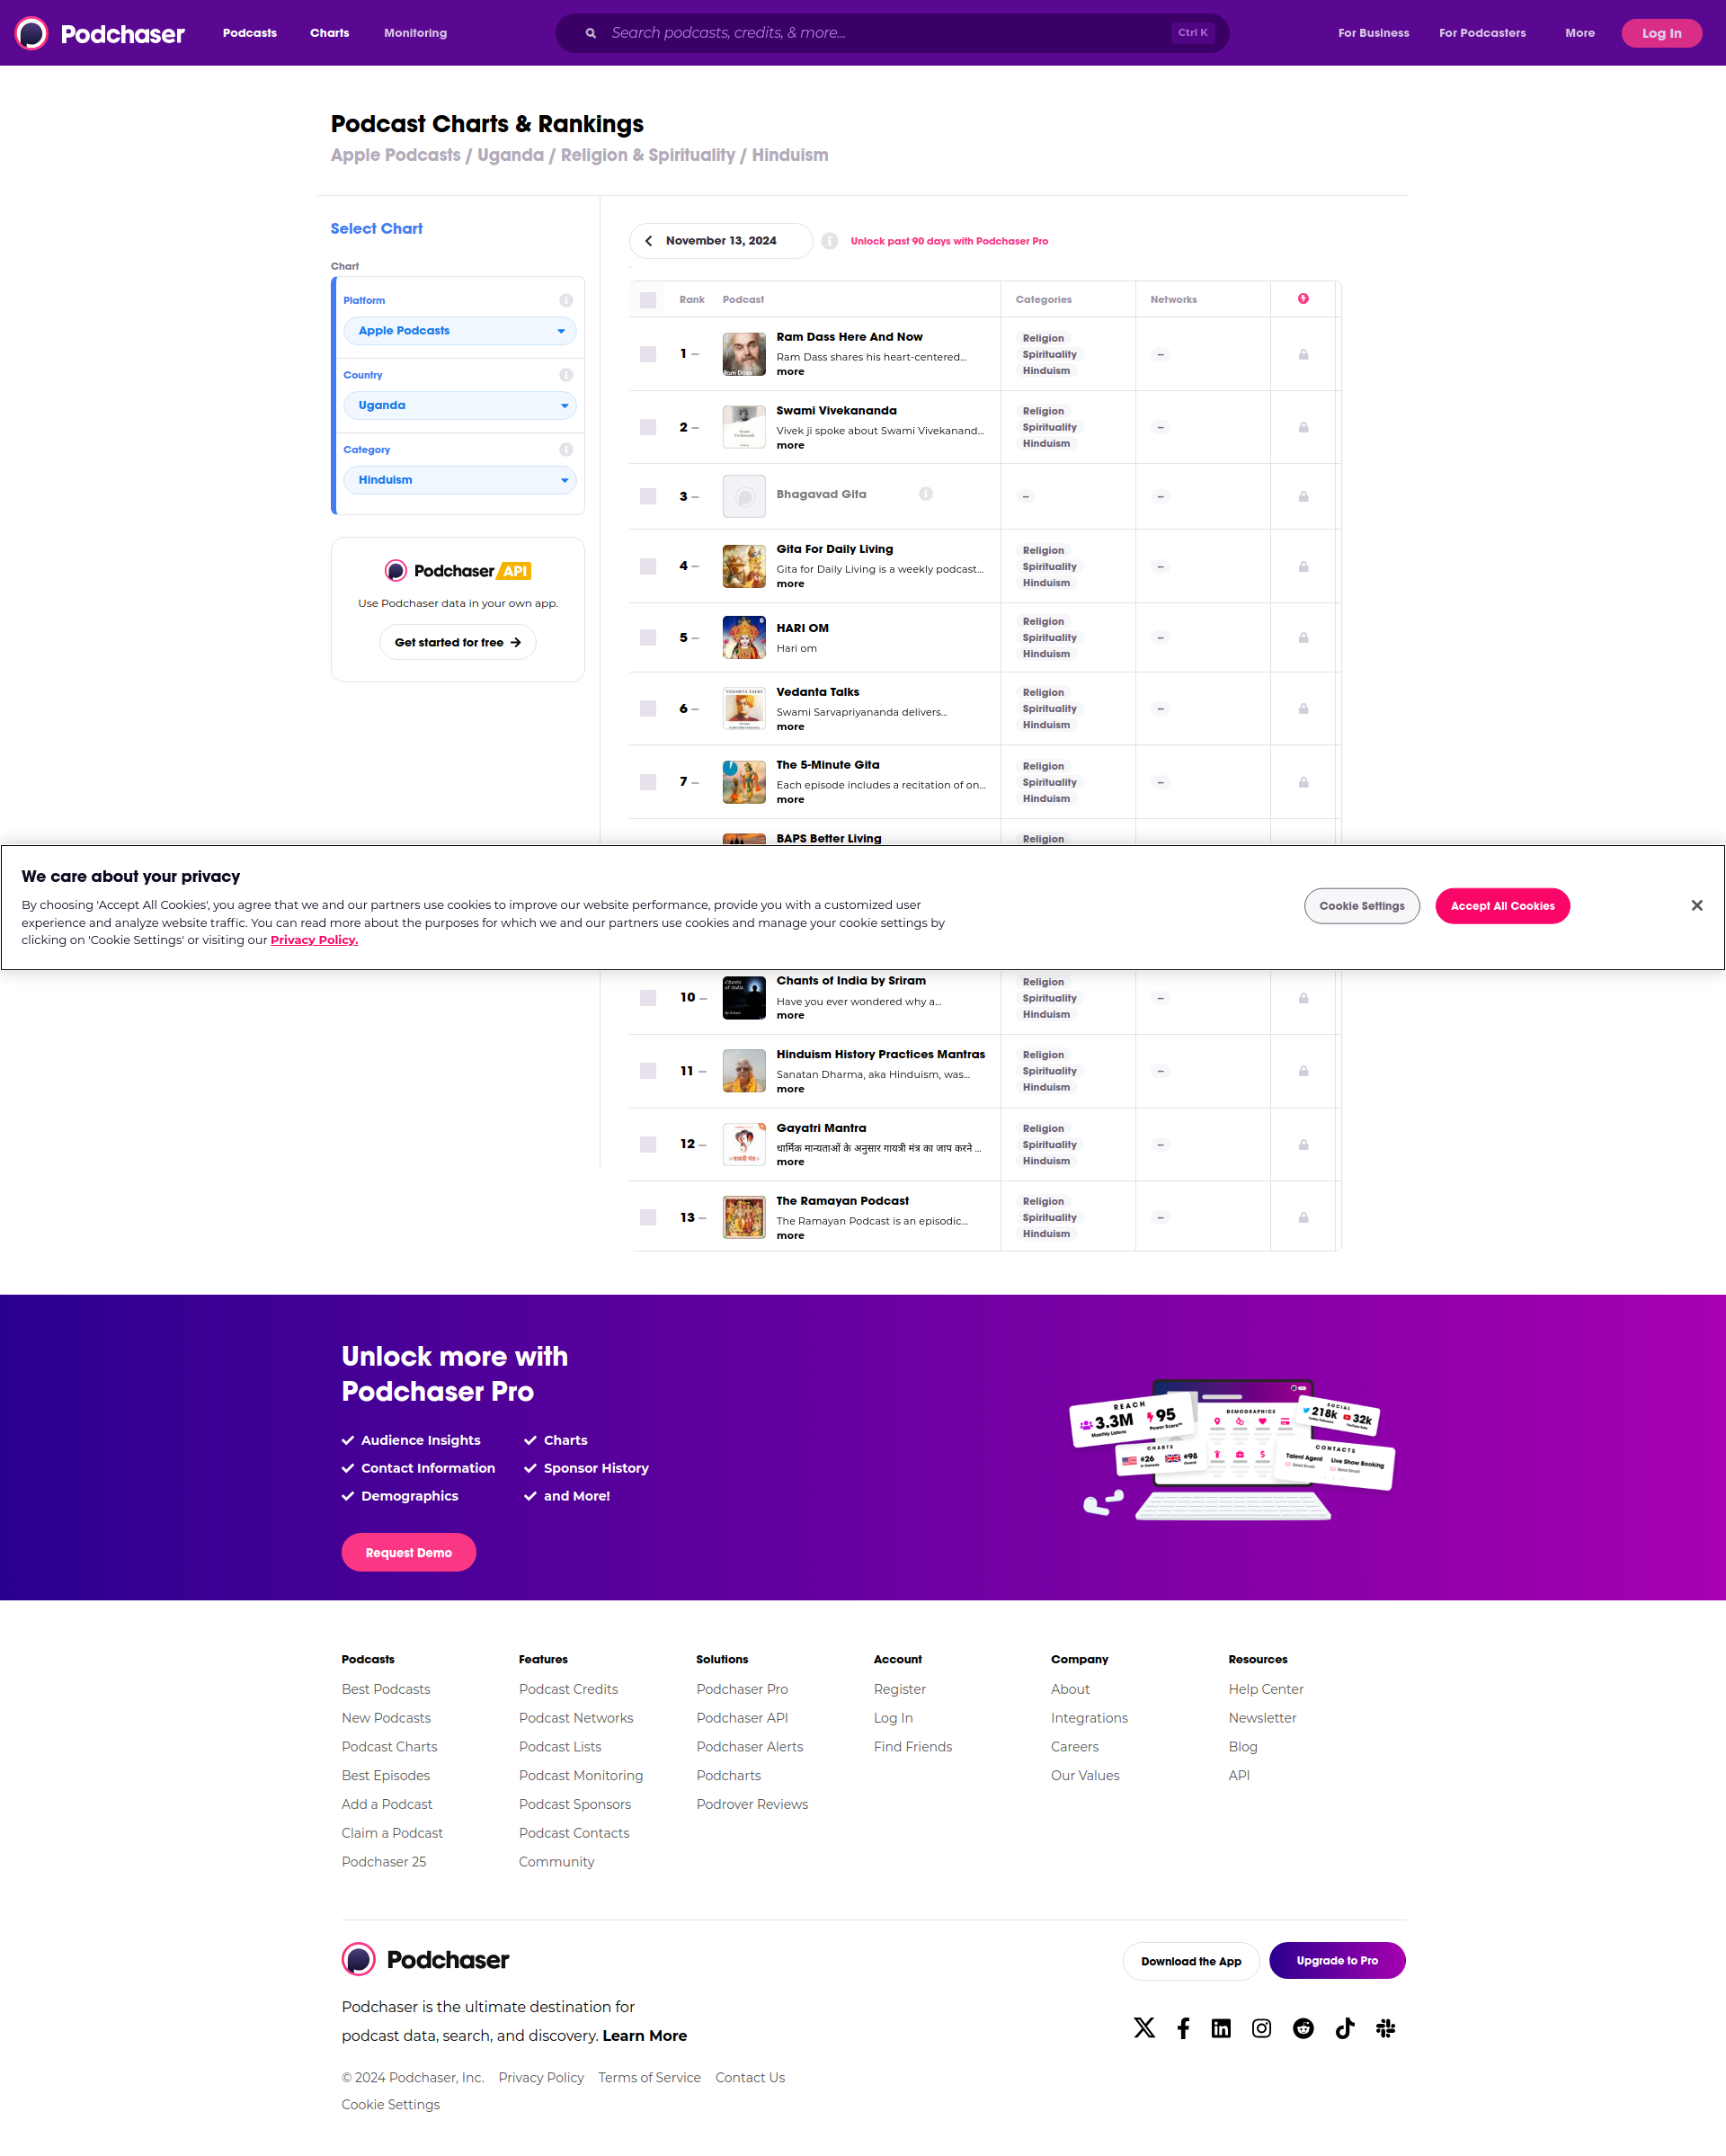 Podchaser
Podcasts
Charts
Monitoring
Search podcasts, credits, & more...
Ctrl K
For Business
For Podcasters
More
Log In
Podcast Charts & Rankings
Apple Podcasts / Uganda / Religion & Spirituality / Hinduism
Select Chart
Chart
Platform
Apple Podcasts
Country
Uganda
Category
Hinduism
Podchaser API
Use Podchaser data in your own app.
Get started for free
November 13, 2024
Unlock past 90 days with Podchaser Pro
Rank
Podcast
Categories
Networks
1 –
Ram Dass Here And Now
Ram Dass shares his heart-centered...
more
Religion
Spirituality
Hinduism
--
2 –
Swami Vivekananda
Vivek ji spoke about Swami Vivekanand...
more
Religion
Spirituality
Hinduism
--
3 –
Bhagavad Gita
--
--
4 –
Gita For Daily Living
Gita for Daily Living is a weekly podcast...
more
Religion
Spirituality
Hinduism
--
5 –
HARI OM
Hari om
Religion
Spirituality
Hinduism
--
6 –
VEDANTA TALKS
Vedanta Talks
Swami Sarvapriyananda delivers...
more
Religion
Spirituality
Hinduism
--
7 –
The 5-Minute Gita
Each episode includes a recitation of on...
more
Religion
Spirituality
Hinduism
--
BAPS Better Living
Religion
We care about your privacy
By choosing 'Accept All Cookies', you agree that we and our partners use cookies to improve our website performance, provide you with a customized user
experience and analyze website traffic. You can read more about the purposes for which we and our partners use cookies and manage your cookie settings by
clicking on 'Cookie Settings' or visiting our Privacy Policy.
Cookie Settings
Accept All Cookies
10 –
Chants of India by Sriram
Have you ever wondered why a...
more
Religion
Spirituality
Hinduism
--
11 –
Hinduism History Practices Mantras
Sanatan Dharma, aka Hinduism, was...
more
Religion
Spirituality
Hinduism
--
12 –
Gayatri Mantra
धार्मिक मान्यताओं के अनुसार गायत्री मंत्र का जाप करने ...
more
Religion
Spirituality
Hinduism
--
13 –
The Ramayan Podcast
The Ramayan Podcast is an episodic...
more
Religion
Spirituality
Hinduism
--
Unlock more with
Podchaser Pro
Audience Insights
Charts
Contact Information
Sponsor History
Demographics
and More!
Request Demo
REACH
3.3M
Monthly Listens
95
Power Score™
DEMOGRAPHICS
SOCIAL
218k
32k
CHARTS
#26
#98
CONTACTS
Talent Agent
Send Email
Live Show Booking
Send Email
Podcasts
Best Podcasts
New Podcasts
Podcast Charts
Best Episodes
Add a Podcast
Claim a Podcast
Podchaser 25
Features
Podcast Credits
Podcast Networks
Podcast Lists
Podcast Monitoring
Podcast Sponsors
Podcast Contacts
Community
Solutions
Podchaser Pro
Podchaser API
Podchaser Alerts
Podcharts
Podrover Reviews
Account
Register
Log In
Find Friends
Company
About
Integrations
Careers
Our Values
Resources
Help Center
Newsletter
Blog
API
Podchaser
Download the App
Upgrade to Pro
Podchaser is the ultimate destination for
podcast data, search, and discovery. Learn More
© 2024 Podchaser, Inc.
Privacy Policy
Terms of Service
Contact Us
Cookie Settings